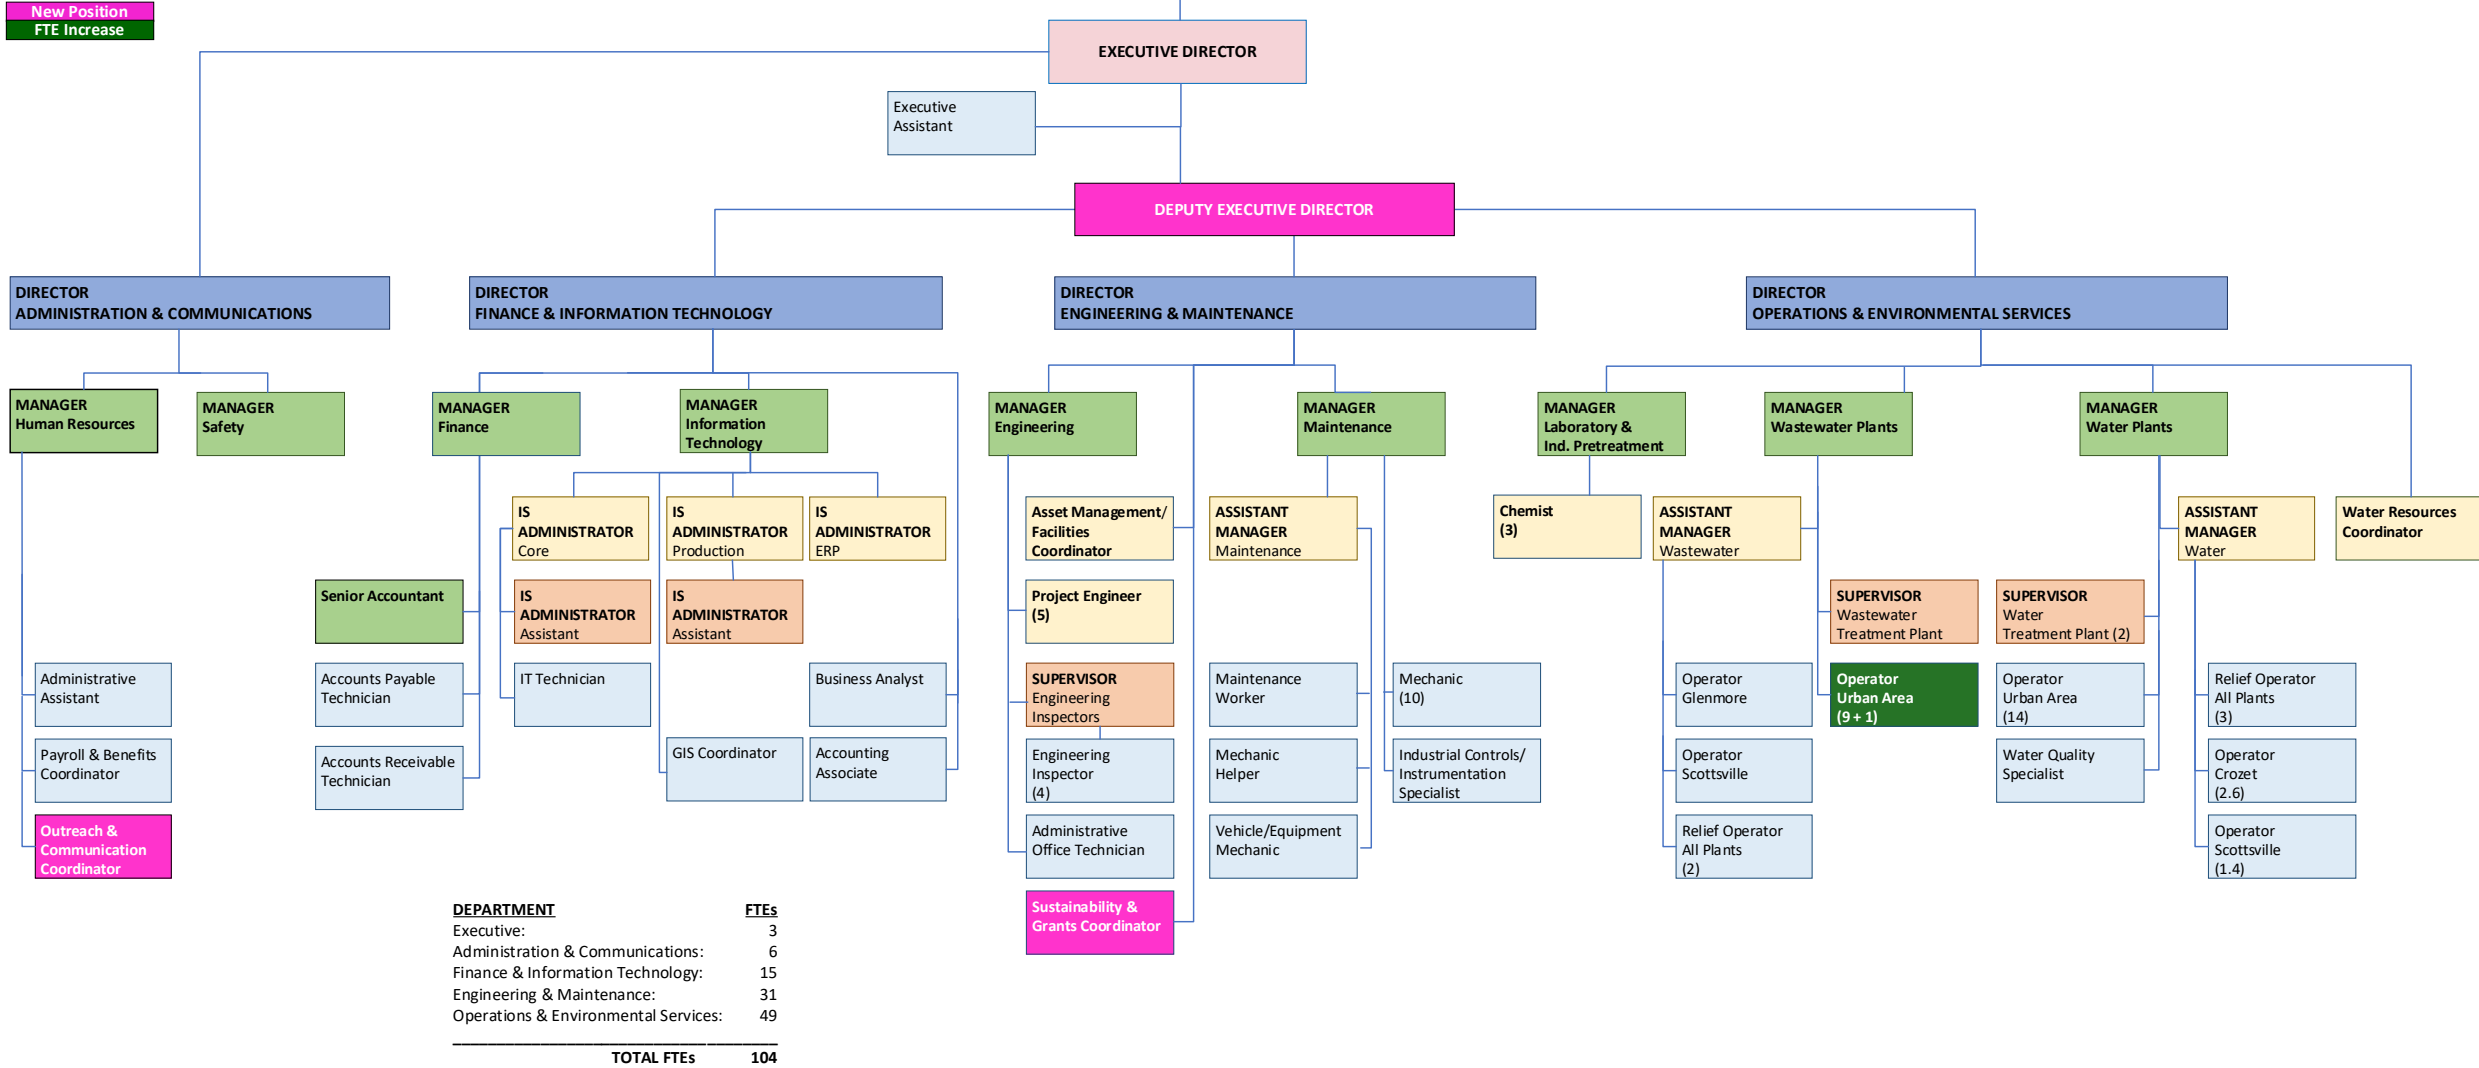 New Position
FTE Increase
EXECUTIVE DIRECTOR
Executive
Assistant
DEPUTY EXECUTIVE DIRECTOR
DIRECTOR
ADMINISTRATION & COMMUNICATIONS
DIRECTOR
FINANCE & INFORMATION TECHNOLOGY
DIRECTOR
ENGINEERING & MAINTENANCE
DIRECTOR
OPERATIONS & ENVIRONMENTAL SERVICES
MANAGER
Human Resources
MANAGER
Safety
MANAGER
Finance
MANAGER
Information
Technology
MANAGER
Engineering
MANAGER
Maintenance
MANAGER
Laboratory &
Ind. Pretreatment
MANAGER
Wastewater Plants
MANAGER
Water Plants
IS
ADMINISTRATOR
Core
IS
ADMINISTRATOR
Production
IS
ADMINISTRATOR
ERP
Asset Management/
Facilities
Coordinator
ASSISTANT
MANAGER
Maintenance
Chemist
(3)
ASSISTANT
MANAGER
Wastewater
ASSISTANT
MANAGER
Water
Water Resources
Coordinator
Senior Accountant
IS
ADMINISTRATOR
Assistant
IS
ADMINISTRATOR
Assistant
Project Engineer
(5)
SUPERVISOR
Wastewater
Treatment Plant
SUPERVISOR
Water
Treatment Plant (2)
Administrative
Assistant
Accounts Payable
Technician
IT Technician
Business Analyst
SUPERVISOR
Engineering
Inspectors
Maintenance
Worker
Mechanic
(10)
Operator
Glenmore
Operator
Urban Area
(9 + 1)
Operator
Urban Area
(14)
Relief Operator
All Plants
(3)
Payroll & Benefits
Coordinator
Accounts Receivable
Technician
GIS Coordinator
Accounting
Associate
Engineering
Inspector
(4)
Mechanic
Helper
Industrial Controls/
Instrumentation
Specialist
Operator
Scottsville
Water Quality
Specialist
Operator
Crozet
(2.6)
Outreach &
Communication
Coordinator
Administrative
Office Technician
Vehicle/Equipment
Mechanic
Relief Operator
All Plants
(2)
Operator
Scottsville
(1.4)
Sustainability &
Grants Coordinator
DEPARTMENT FTEs
Executive: 3
Administration & Communications: 6
Finance & Information Technology: 15
Engineering & Maintenance: 31
Operations & Environmental Services: 49
TOTAL FTEs 104